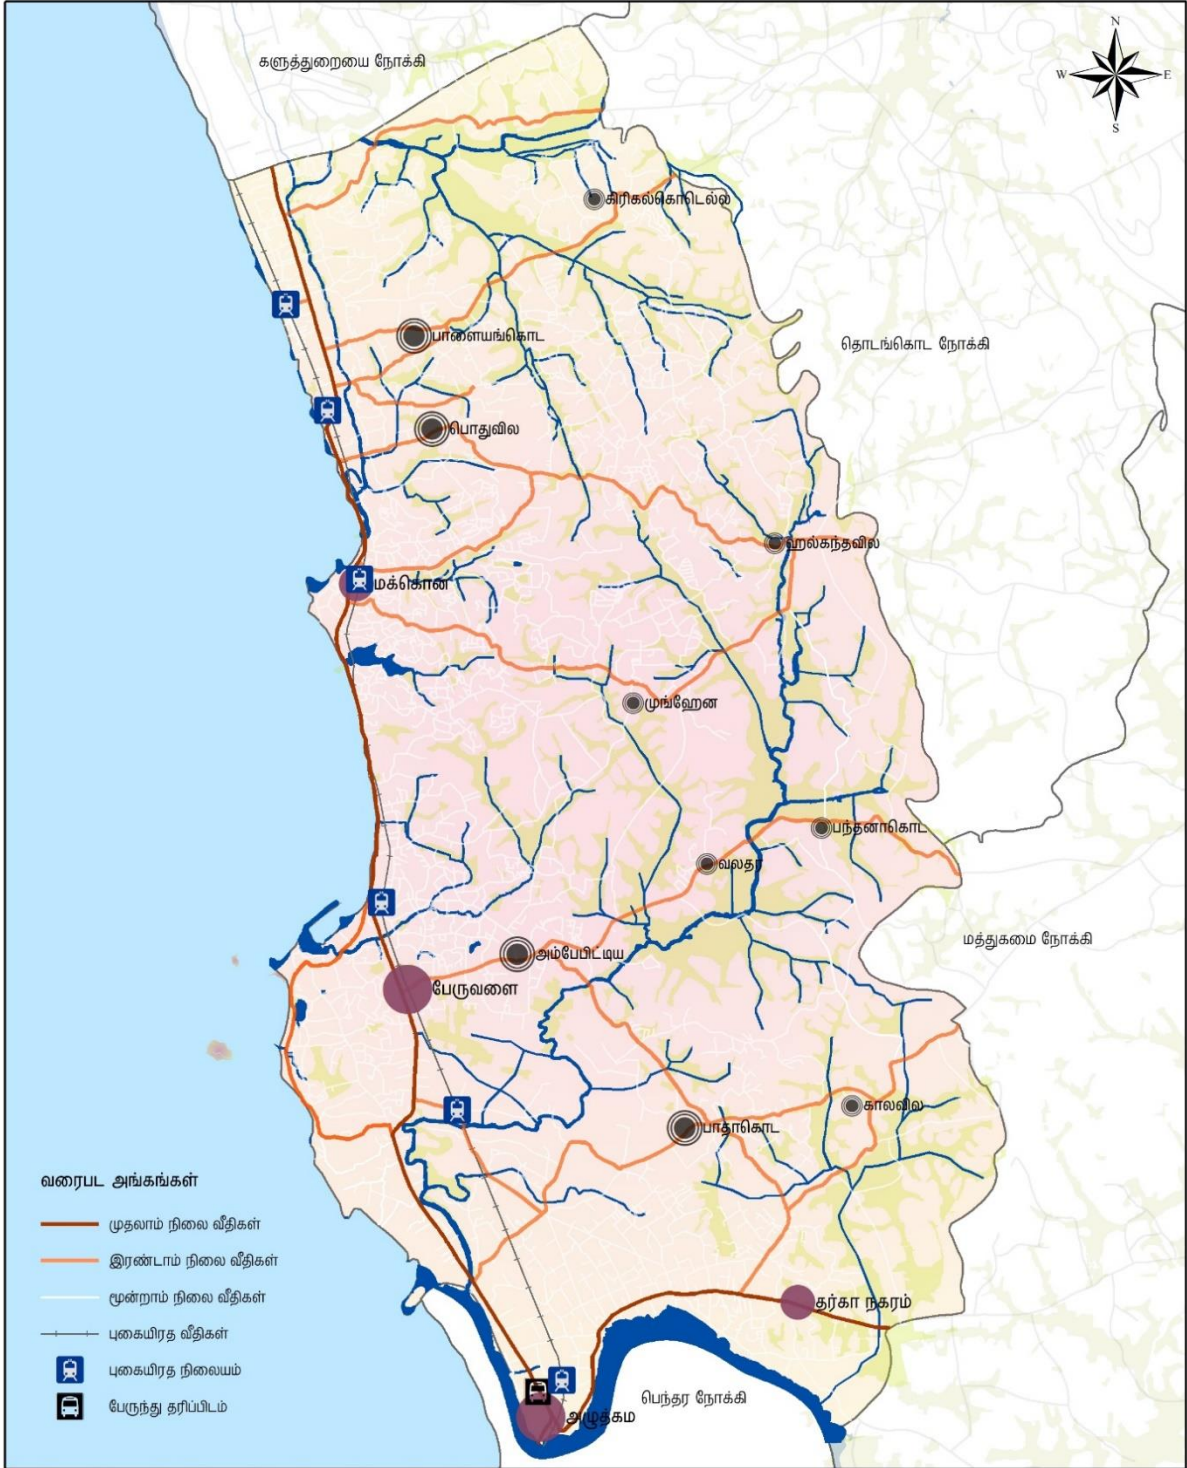 N
W
E
S
களுத்துறையை நோக்கி
கிரிகல்கொடெல்ல
பாளையங்கொட
தொடங்கொட நோக்கி
பொதுவில
ஹல்கந்தவில
மக்கொன
முங்ஹேன
பந்தனாகொட
வலதர
மத்துகமை நோக்கி
அம்பேபிட்டிய
பேருவளை
காலவில
பாதாகொட
வரைபட அங்கங்கள்
முதலாம் நிலை வீதிகள்
இரண்டாம் நிலை வீதிகள்
மூன்றாம் நிலை வீதிகள்
புகையிரத வீதிகள்
புகையிரத நிலையம்
பேருந்து தரிப்பிடம்
தர்கா நகரம்
பெந்தர நோக்கி
அழுத்கம